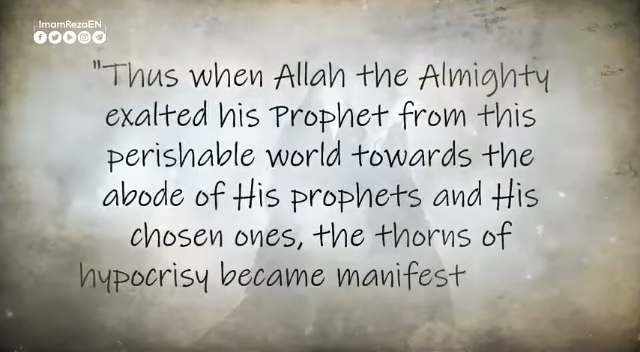 ImamRezaEN
"Thus when Allah the Almighty
exalted his Prophet from this
perishable world towards the
abode of His prophets and His
chosen ones, the thorns of
hypocrisy became manifest